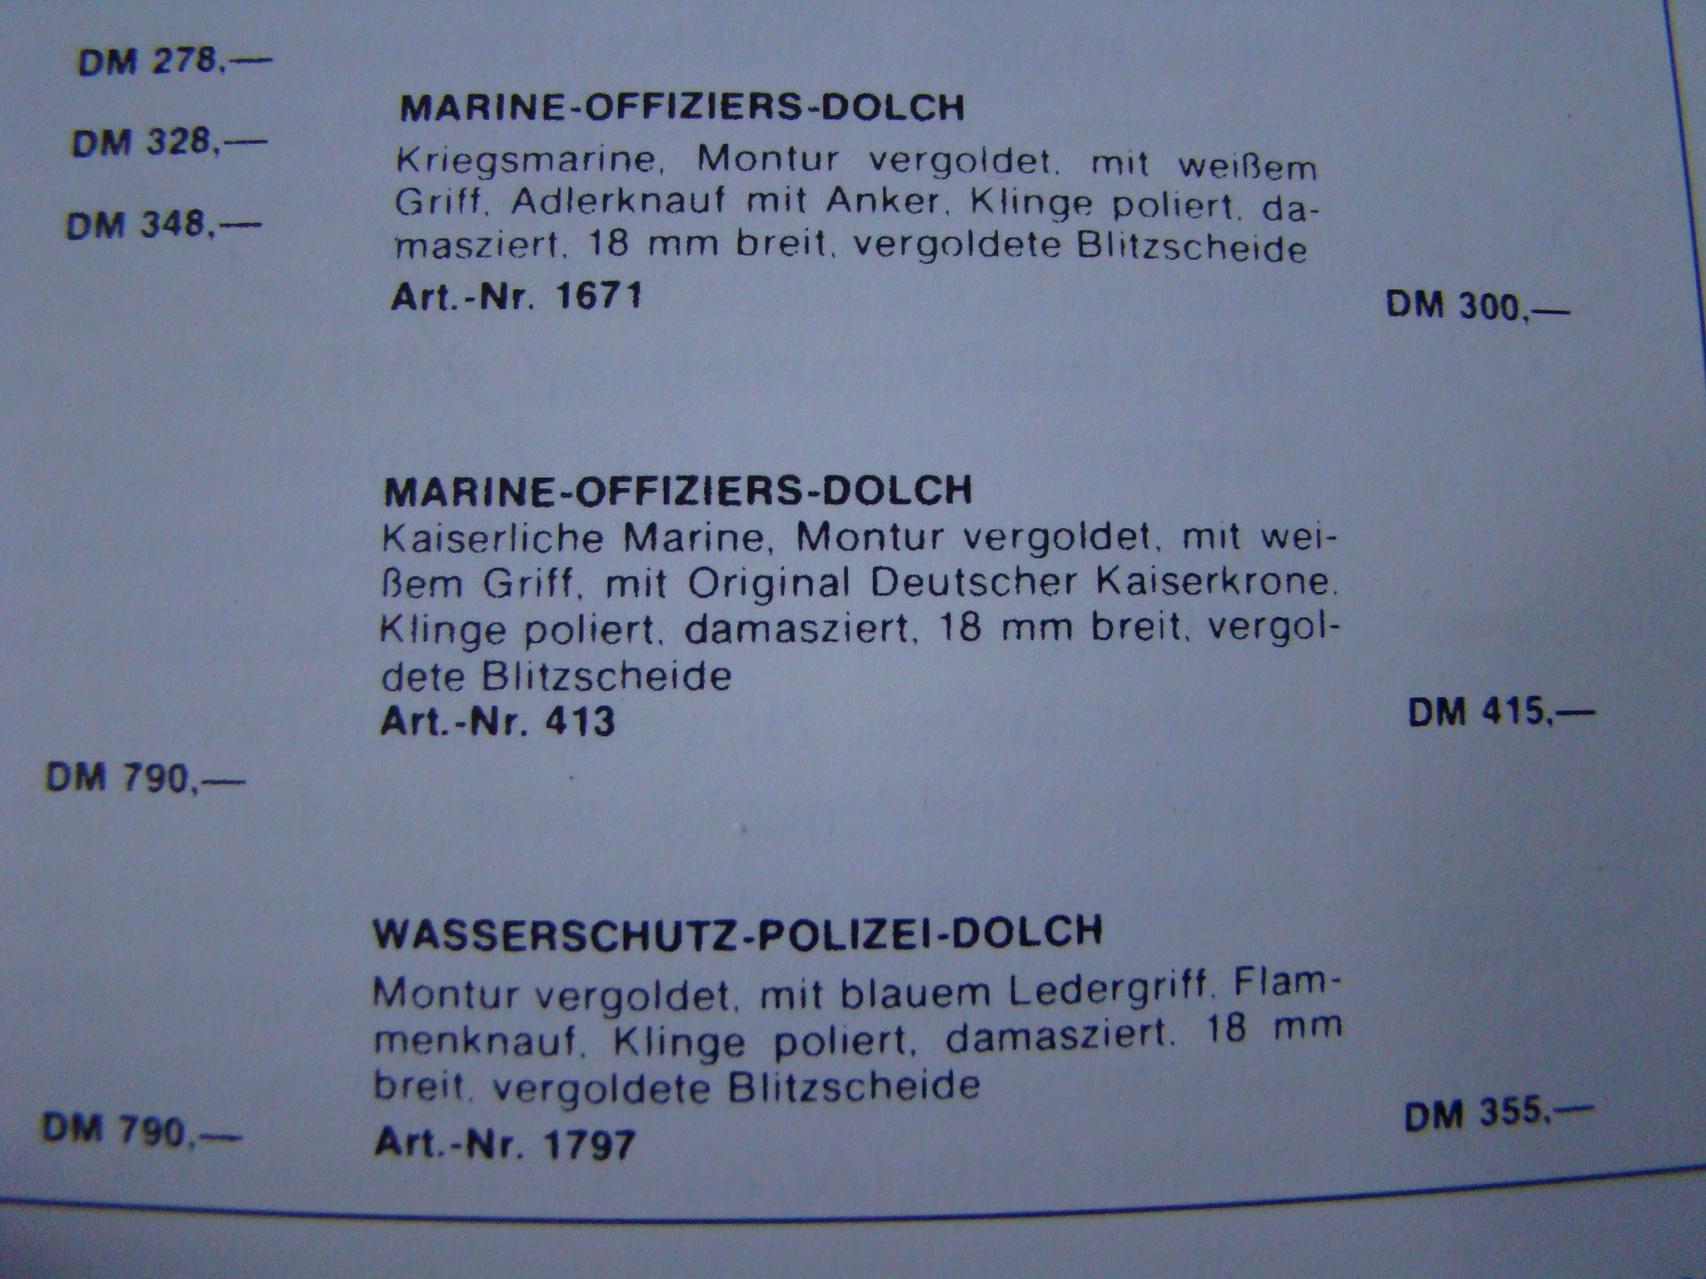 DM 278,—
DM 328,—
DM 348,—
DM 790,—
DM 790,—
MARINE-OFFIZIERS-DOLCH
Kriegsmarine, Montur vergoldet, mit weißem
Griff, Adlerknauf mit Anker, Klinge poliert, da-
masziert, 18 mm breit, vergoldete Blitzscheide
Art.-Nr. 1671
DM 300,—
MARINE-OFFIZIERS-DOLCH
Kaiserliche Marine, Montur vergoldet, mit wei-
ßem Griff, mit Original Deutscher Kaiserkrone.
Klinge poliert, damasziert, 18 mm breit, vergol-
dete Blitzscheide
Art.-Nr. 413
DM 415,—
WASSERSCHUTZ-POLIZEI-DOLCH
Montur vergoldet, mit blauem Ledergriff, Flam-
menknauf, Klinge poliert, damasziert, 18 mm
breit, vergoldete Blitzscheide
Art.-Nr. 1797
DM 355,—